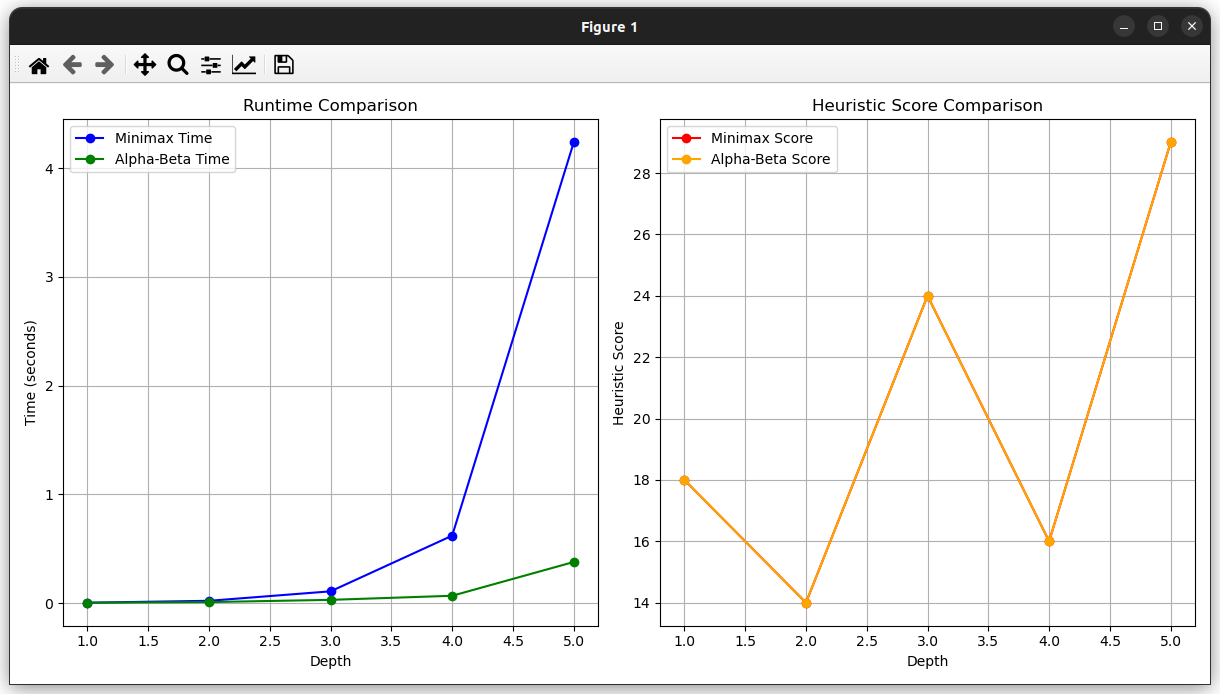 Figure 1
Runtime Comparison
Minimax Time
Alpha-Beta Time
Time (seconds)
4
3
2
1
0
1.0 1.5 2.0 2.5 3.0 3.5 4.0 4.5 5.0
Depth
Heuristic Score Comparison
Minimax Score
Alpha-Beta Score
Heuristic Score
28
26
24
22
20
18
16
14
1.0 1.5 2.0 2.5 3.0 3.5 4.0 4.5 5.0
Depth